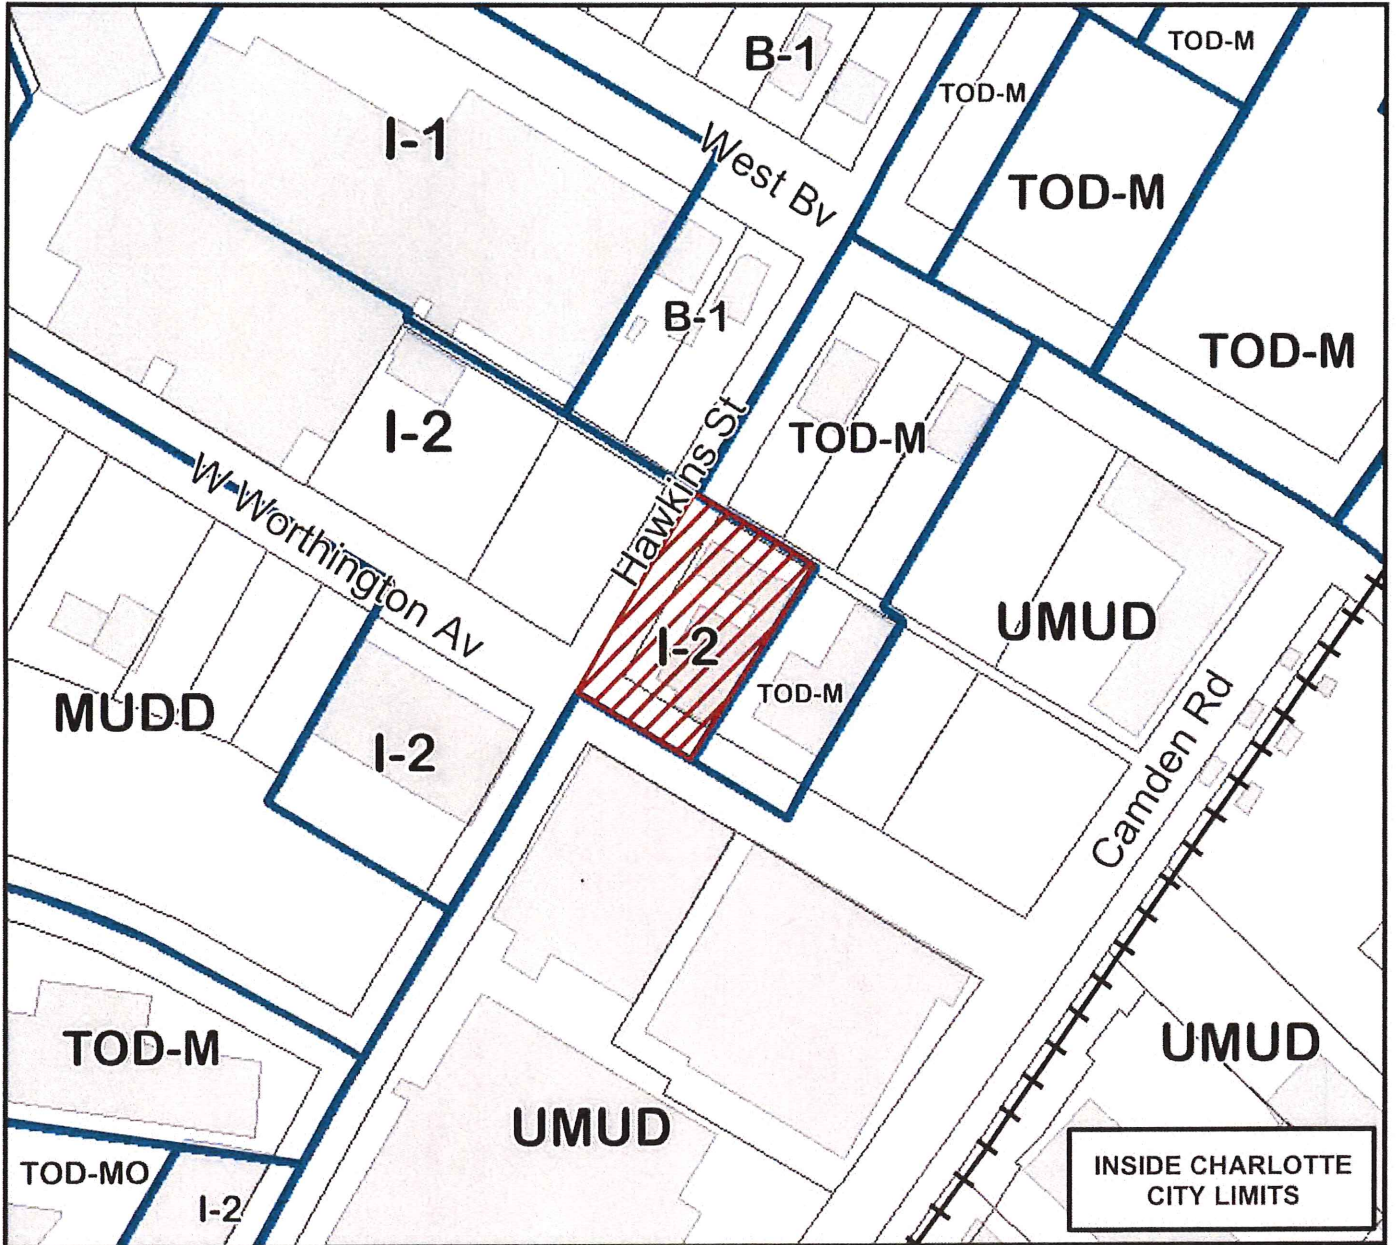 B-1
TOD-M
TOD-M
I-1
West Bv
TOD-M
B-1
TOD-M
I-2
TOD-M
Hawkins St
W Worthington Av
UMUD
I-2
TOD-M
MUDD
I-2
Camden Rd
TOD-M
UMUD
UMUD
TOD-MO
I-2
INSIDE CHARLOTTE
CITY LIMITS